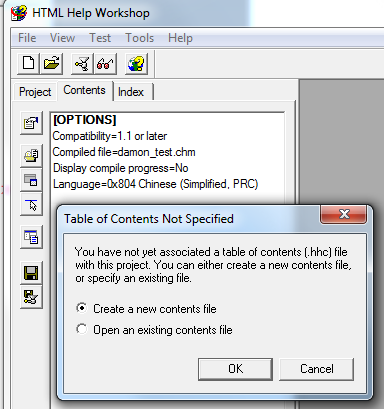 HTML Help Workshop
File View Test Tools Help
Project Contents Index
[OPTIONS]
Compatibility=1.1 or later
Compiled file=damon_test.chm
Display compile progress=No
Language=0x804 Chinese (Simplified, PRC)
Table of Contents Not Specified
You have not yet associated a table of contents (.hhc) file
with this project. You can either create a new contents file,
or specify an existing file.
Create a new contents file
Open an existing contents file
OK Cancel